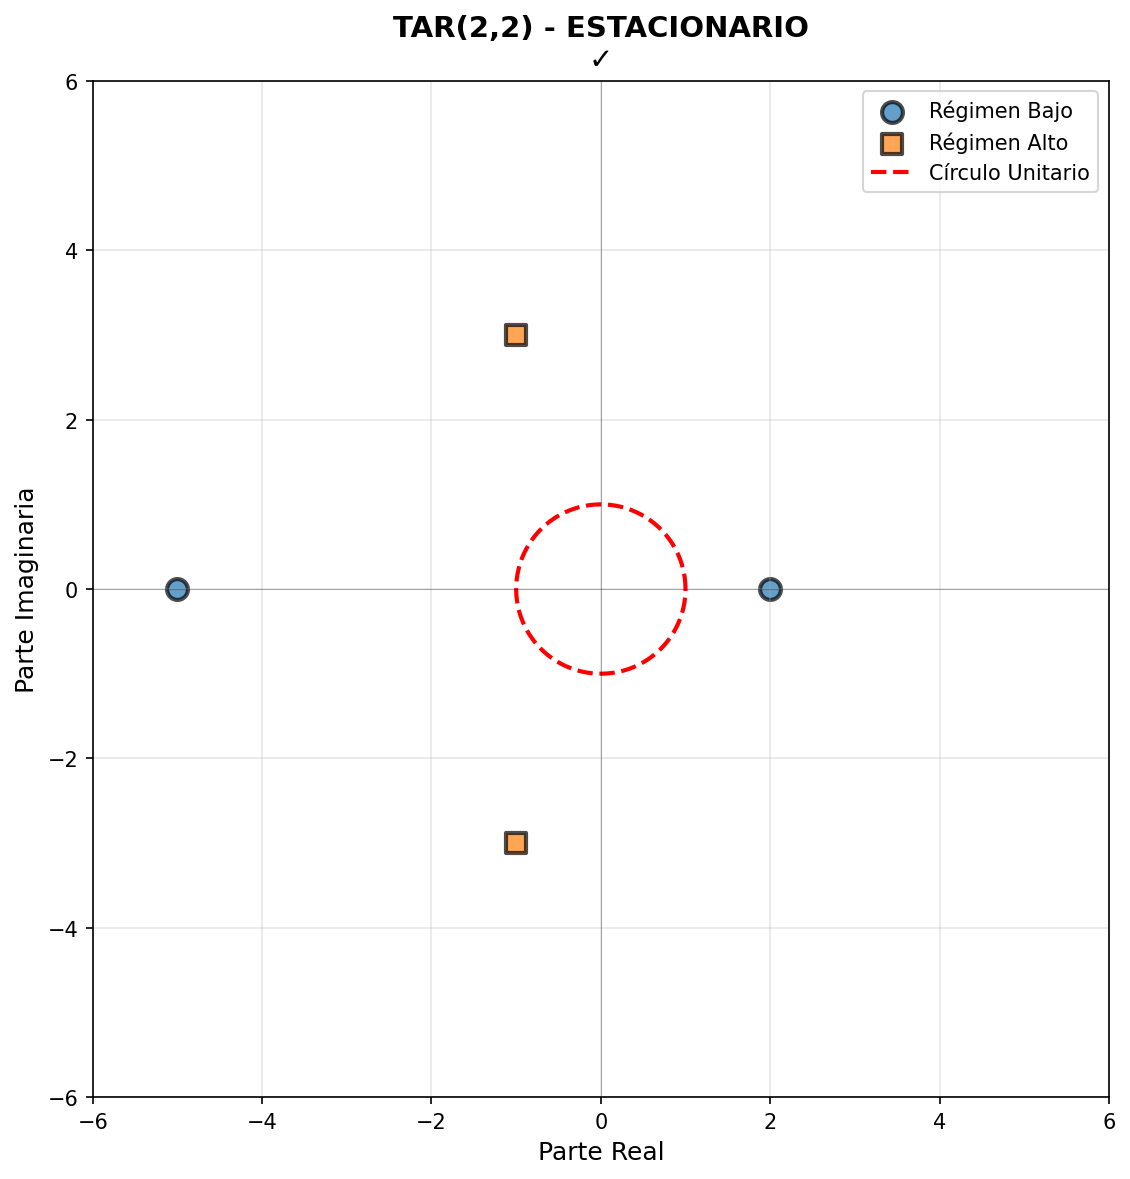 TAR(2,2) - ESTACIONARIO
✓
Régimen Bajo
Régimen Alto
Círculo Unitario
6
4
2
0
−2
−4
−6
Parte Imaginaria
−6 −4 −2 0 2 4 6
Parte Real